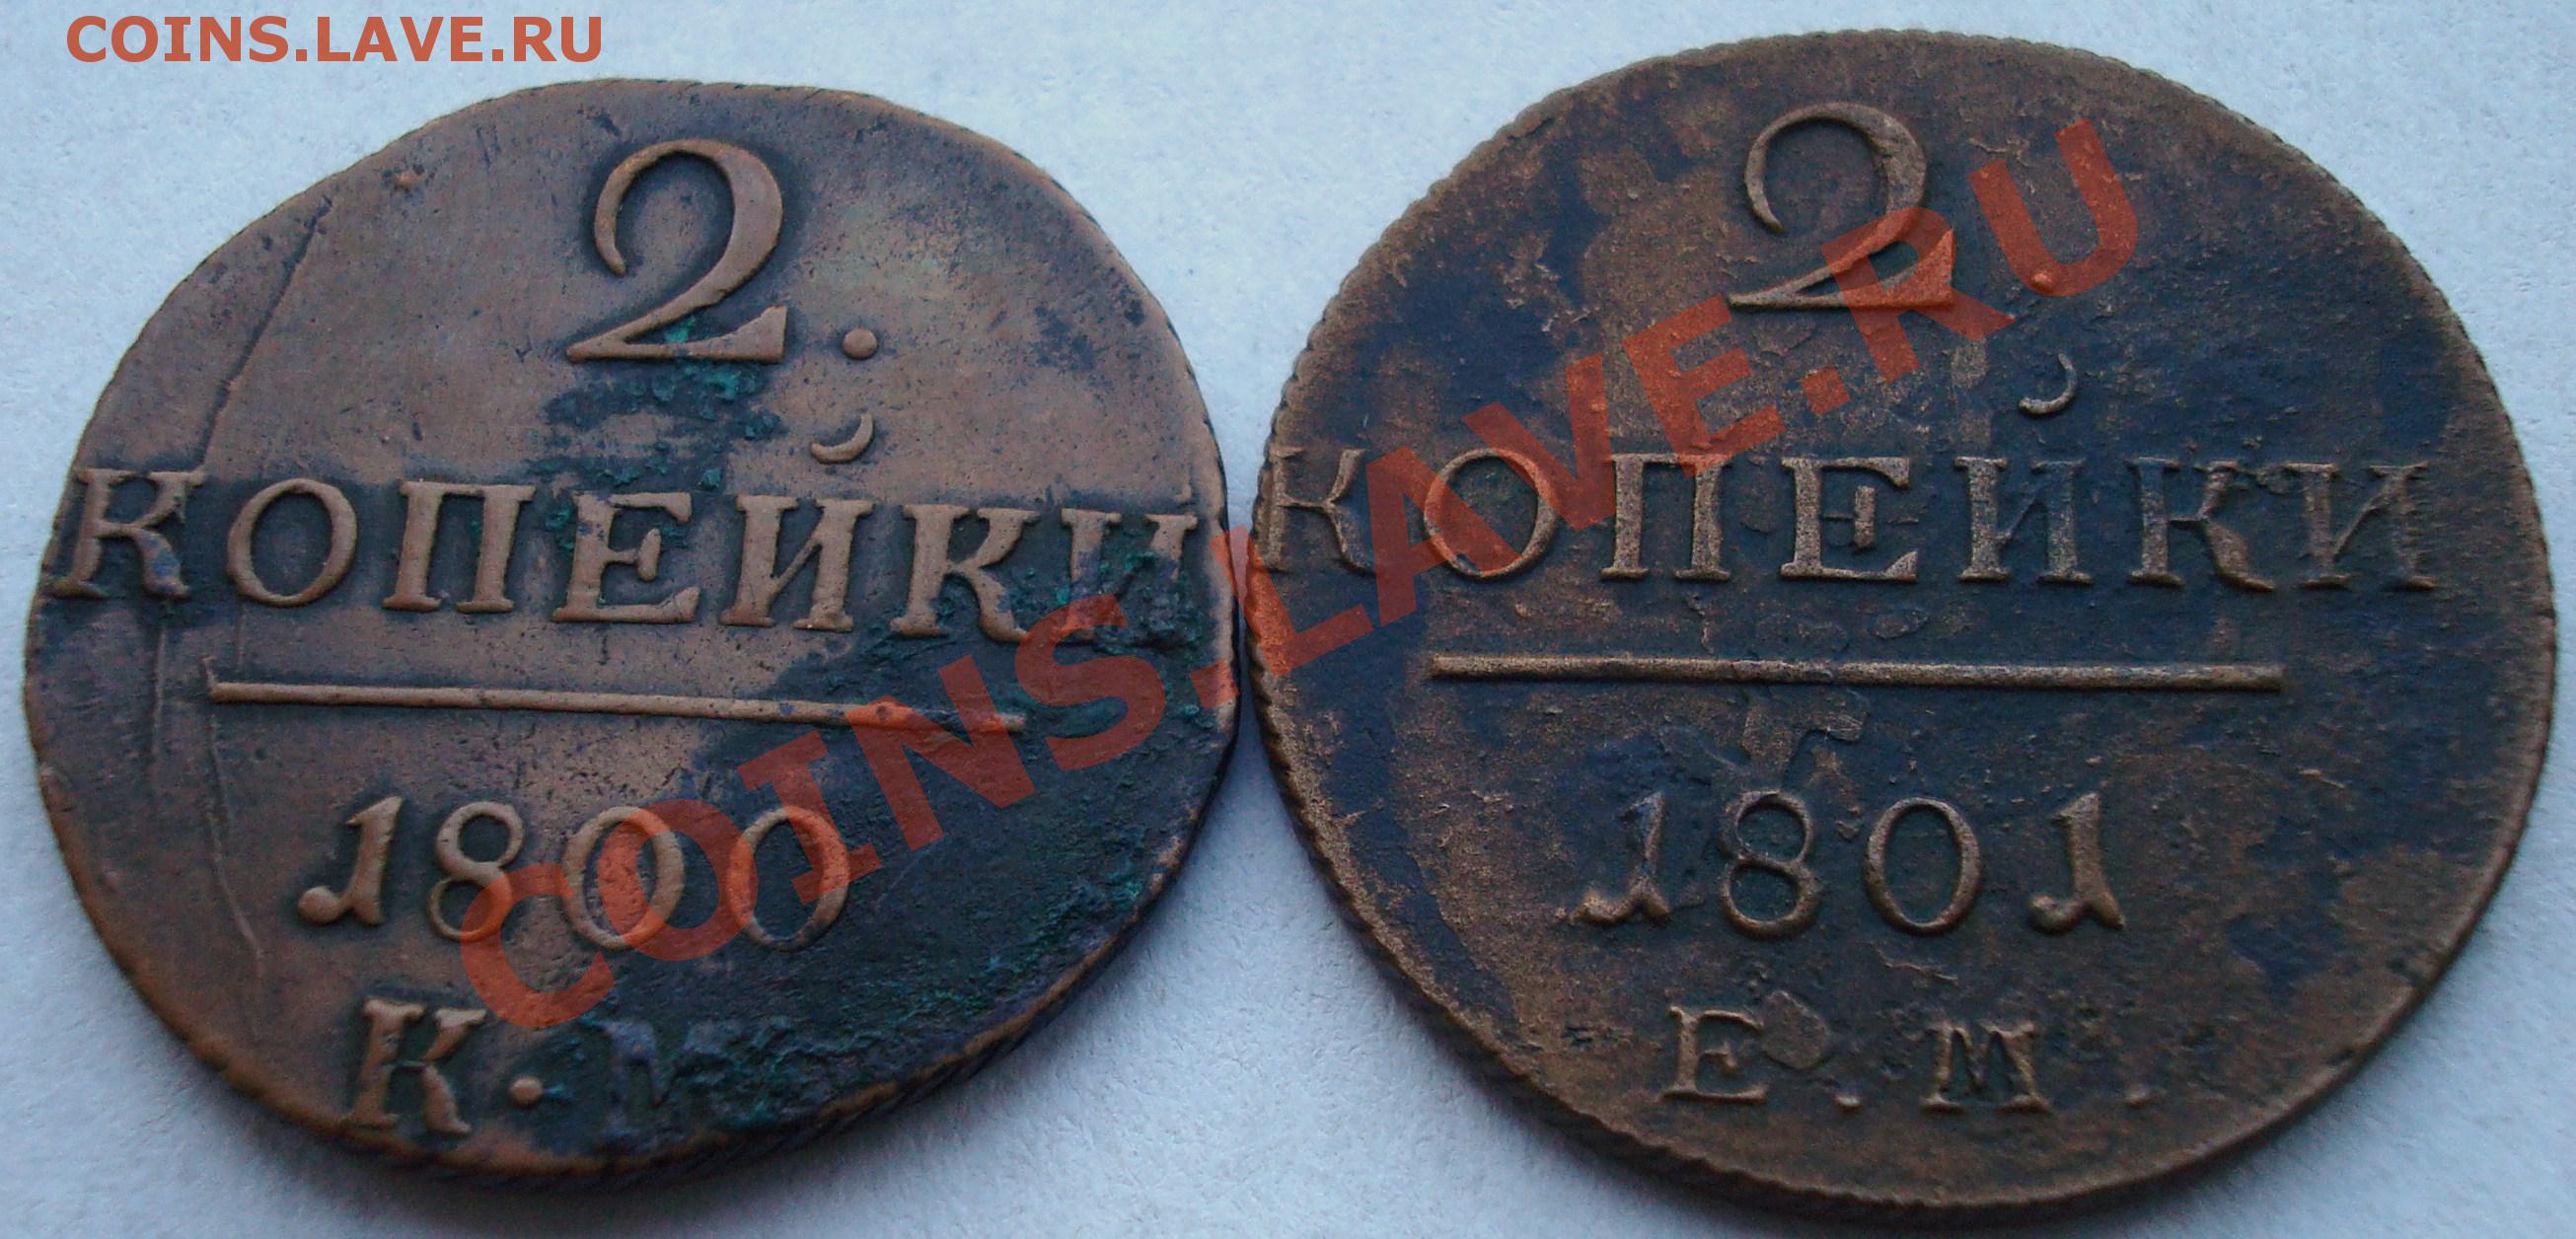 COINS.LAVE.RU
2.
КОПЕЙКИ
1800
К.
2.
КОПЕЙКИ
1801
Е.М.
COINS.LAVE.RU